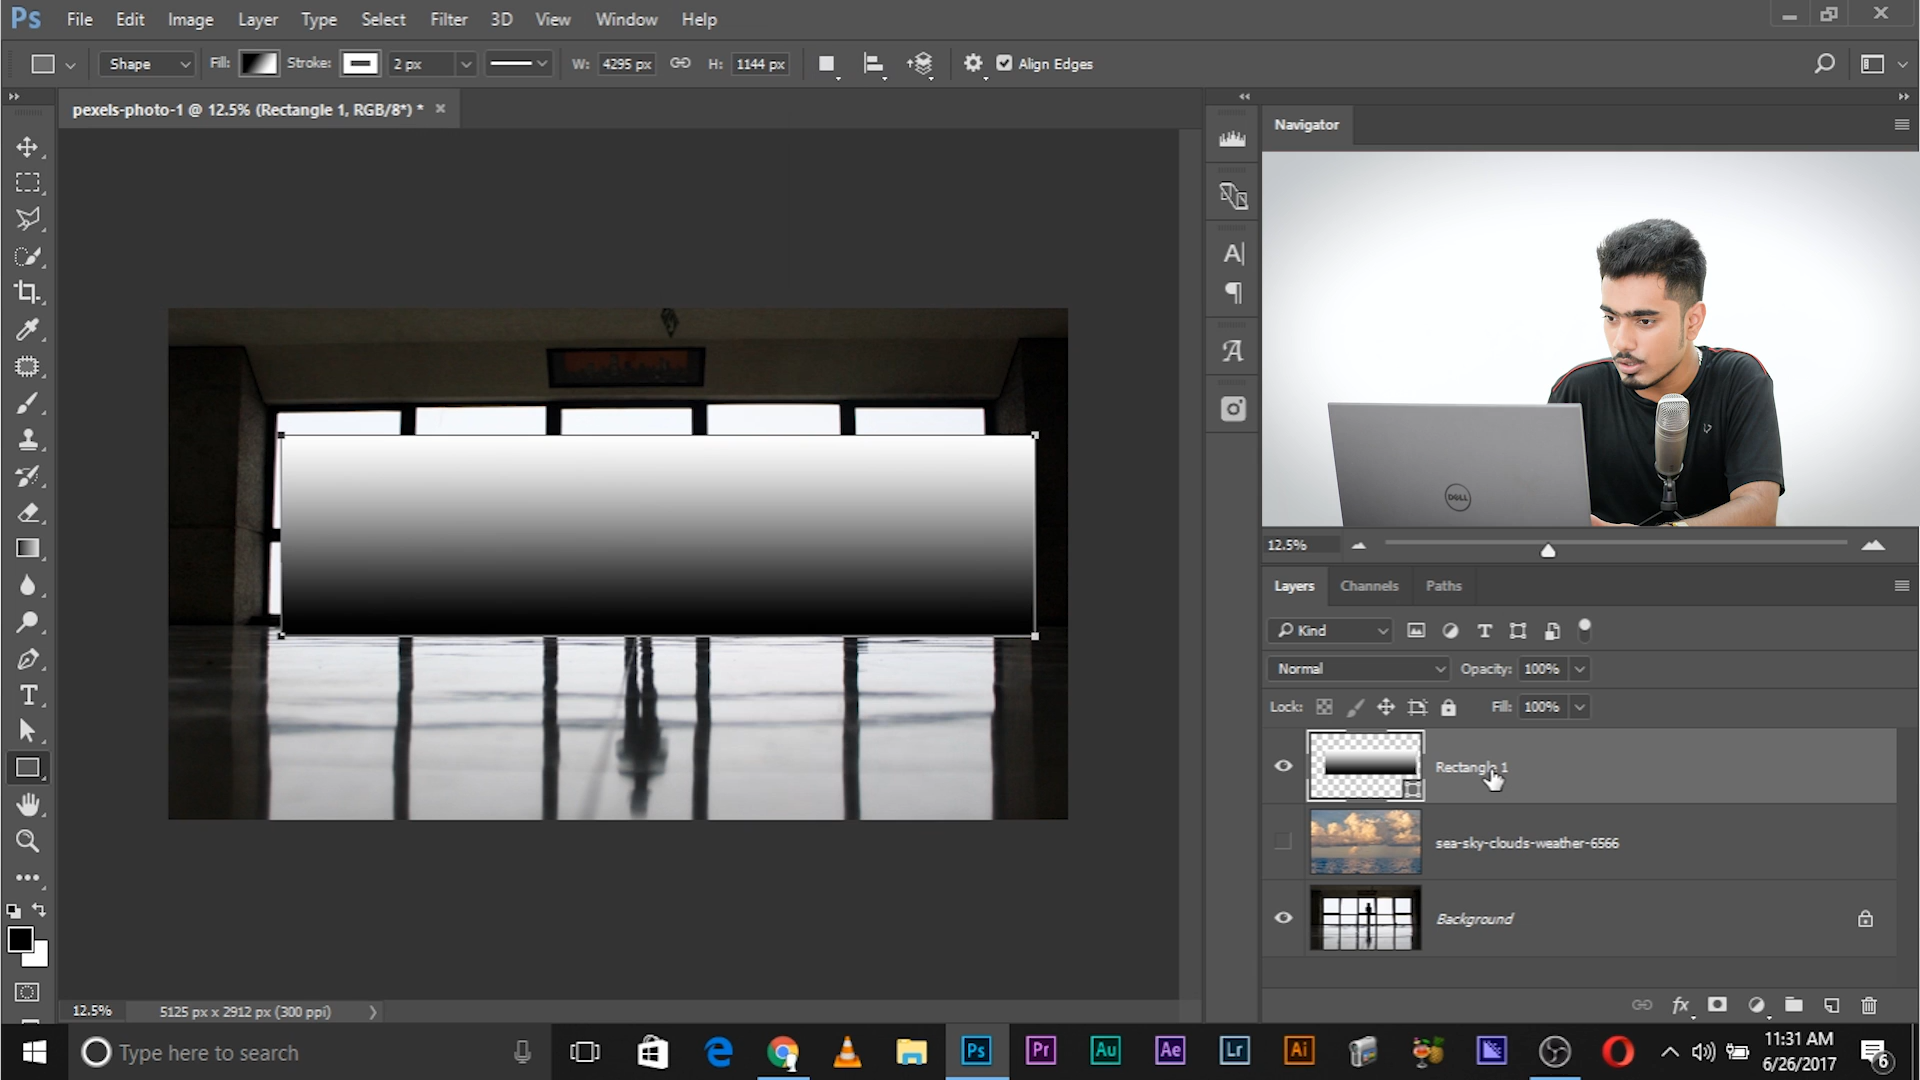 Ps File Edit Image Layer Type Select Filter 3D View Window Help
Shape Fill: Stroke: 2 px W: 4295 px H: 1144 px Align Edges
pexels-photo-1 @ 12.5% (Rectangle 1, RGB/8*) * ×
Navigator
DELL
12.5%
Layers Channels Paths
Kind
Normal Opacity: 100%
Lock: Fill: 100%
Rectangle 1
sea-sky-clouds-weather-6566
Background
fx
12.5% 5125 px x 2912 px (300 ppi)
Type here to search
Ps Pr Au Ae Lr Ai
11:31 AM
6/26/2017
6